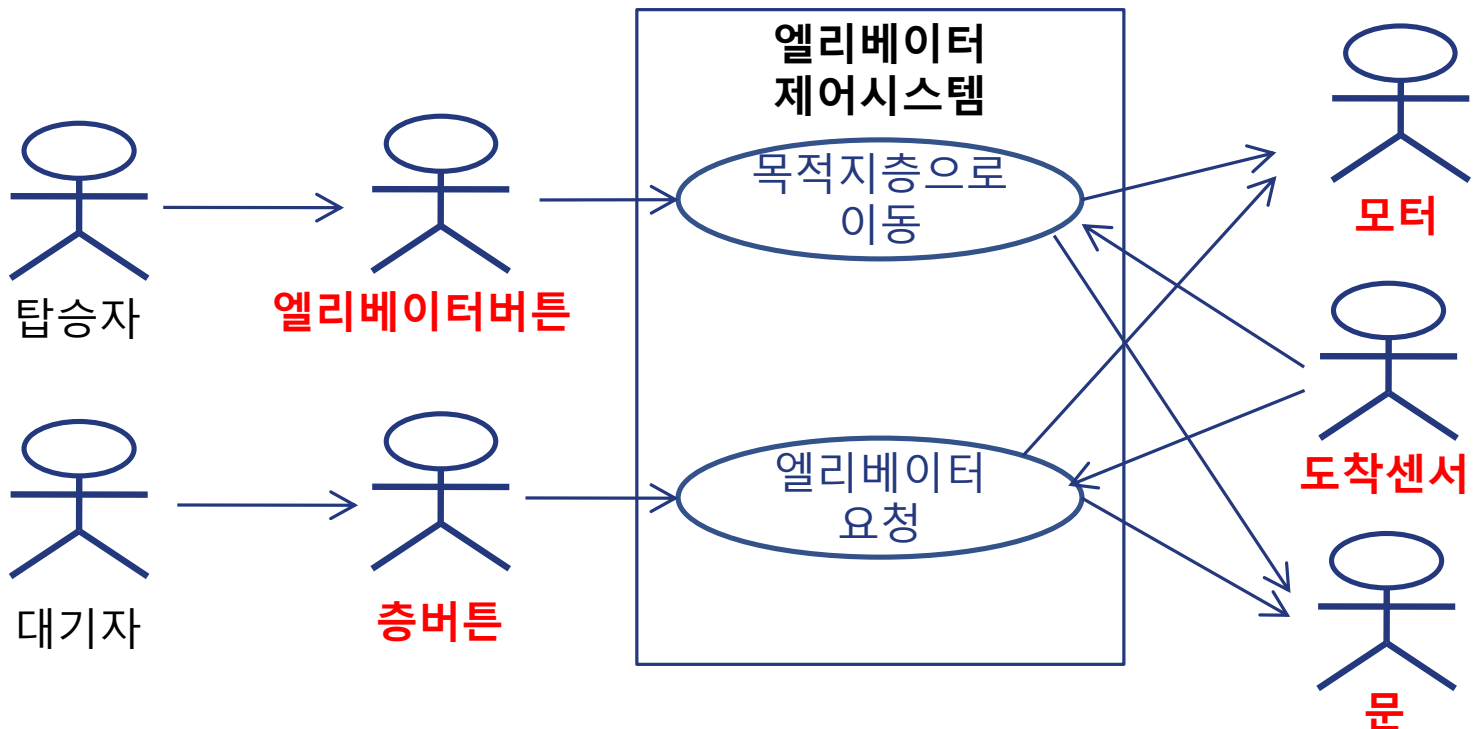 엘리베이터
제어시스템
목적지층으로
이동
모터
탑승자
엘리베이터버튼
도착센서
엘리베이터
요청
대기자
층버튼
문